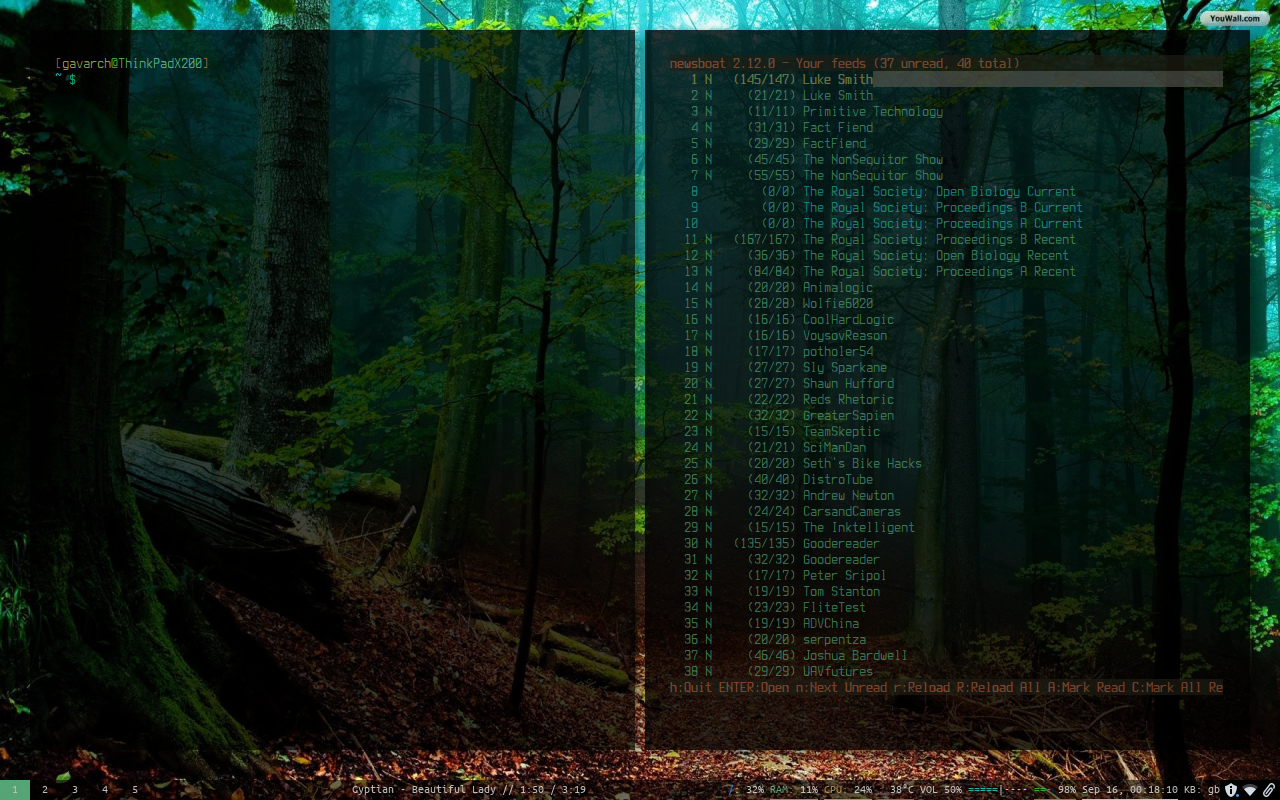 YouWall.com
[gavarch@ThinkPadX200]
~ $
newsboat 2.12.0 - Your feeds (37 unread, 40 total)
1 N (145/147) Luke Smith
2 N (21/21) Luke Smith
3 N (11/11) Primitive Technology
4 N (31/31) Fact Fiend
5 N (29/29) FactFiend
6 N (45/45) The NonSequitor Show
7 N (55/55) The NonSequitor Show
8 (0/0) The Royal Society: Open Biology Current
9 (0/0) The Royal Society: Proceedings B Current
10 (0/0) The Royal Society: Proceedings A Current
11 N (167/167) The Royal Society: Proceedings B Recent
12 N (36/36) The Royal Society: Open Biology Recent
13 N (84/84) The Royal Society: Proceedings A Recent
14 N (20/20) Animalogic
15 N (28/28) Wolfie6020
16 N (16/16) CoolHardLogic
17 N (16/16) VoysovReason
18 N (17/17) potholer54
19 N (27/27) Sly Sparkane
20 N (27/27) Shawn Hufford
21 N (22/22) Reds Rhetoric
22 N (32/32) GreaterSapien
23 N (15/15) TeamSkeptic
24 N (21/21) SciManDan
25 N (20/20) Seth's Bike Hacks
26 N (40/40) DistroTube
27 N (32/32) Andrew Newton
28 N (24/24) CarsandCameras
29 N (15/15) The Inktelligent
30 N (135/135) Goodereader
31 N (32/32) Goodereader
32 N (17/17) Peter Sripol
33 N (19/19) Tom Stanton
34 N (23/23) FliteTest
35 N (19/19) ADVChina
36 N (20/20) serpentza
37 N (46/46) Joshua Bardwell
38 N (29/29) UAVfutures
h:Quit ENTER:Open n:Next Unread r:Reload R:Reload All A:Mark Read C:Mark All Re
1 2 3 4 5 Gyptian - Beautiful Lady // 1:50 / 3:19 /: 32% RAM: 11% CPU: 24% 38°C VOL 50% =====|---- == 98% Sep 16, 00:18:10 KB: gb